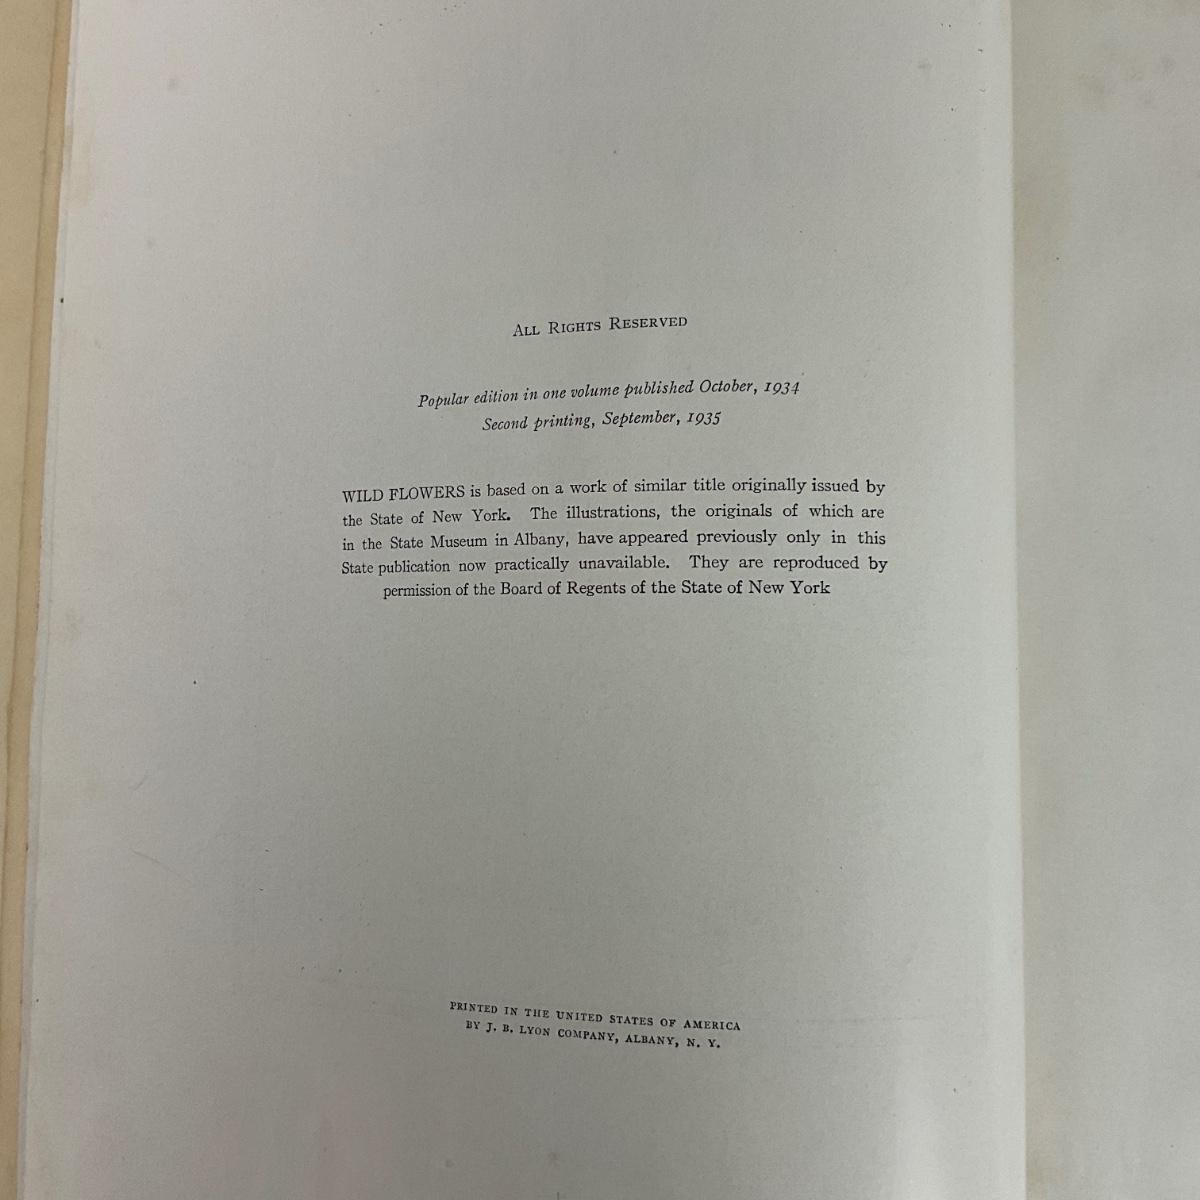 ALL RIGHTS RESERVED
Popular edition in one volume published October, 1934
Second printing, September, 1935
WILD FLOWERS is based on a work of similar title originally issued by
the State of New York. The illustrations, the originals of which are
in the State Museum in Albany, have appeared previously only in this
State publication now practically unavailable. They are reproduced by
permission of the Board of Regents of the State of New York
PRINTED IN THE UNITED STATES OF AMERICA
BY J. B. LYON COMPANY, ALBANY, N. Y.